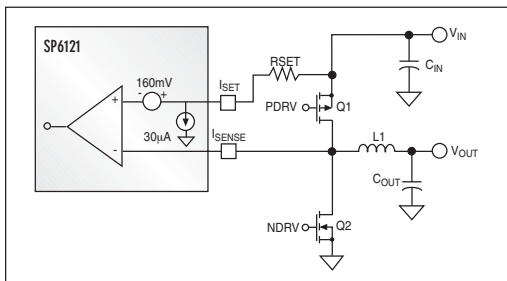 SP6121
160mV
+
-
+
-
30μA
ISET
ISENSE
RSET
PDRV
Q1
VIN
CIN
L1
VOUT
COUT
NDRV
Q2